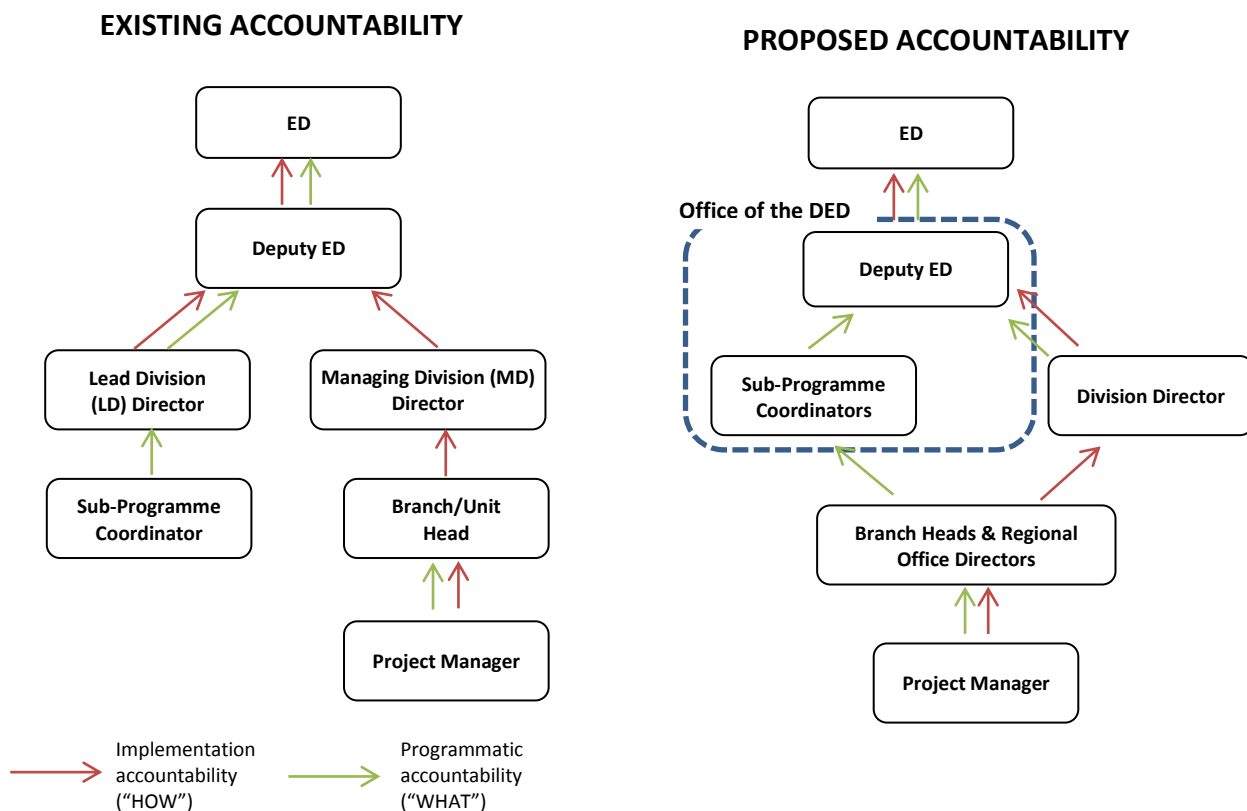 EXISTING ACCOUNTABILITY
ED
Deputy ED
Lead Division
(LD) Director
Managing Division (MD)
Director
Sub-Programme
Coordinator
Branch/Unit
Head
Project Manager
Implementation
accountability
(“HOW”)
Programmatic
accountability
(“WHAT”)
PROPOSED ACCOUNTABILITY
ED
Office of the DED
Deputy ED
Sub-Programme
Coordinators
Division Director
Branch Heads & Regional
Office Directors
Project Manager